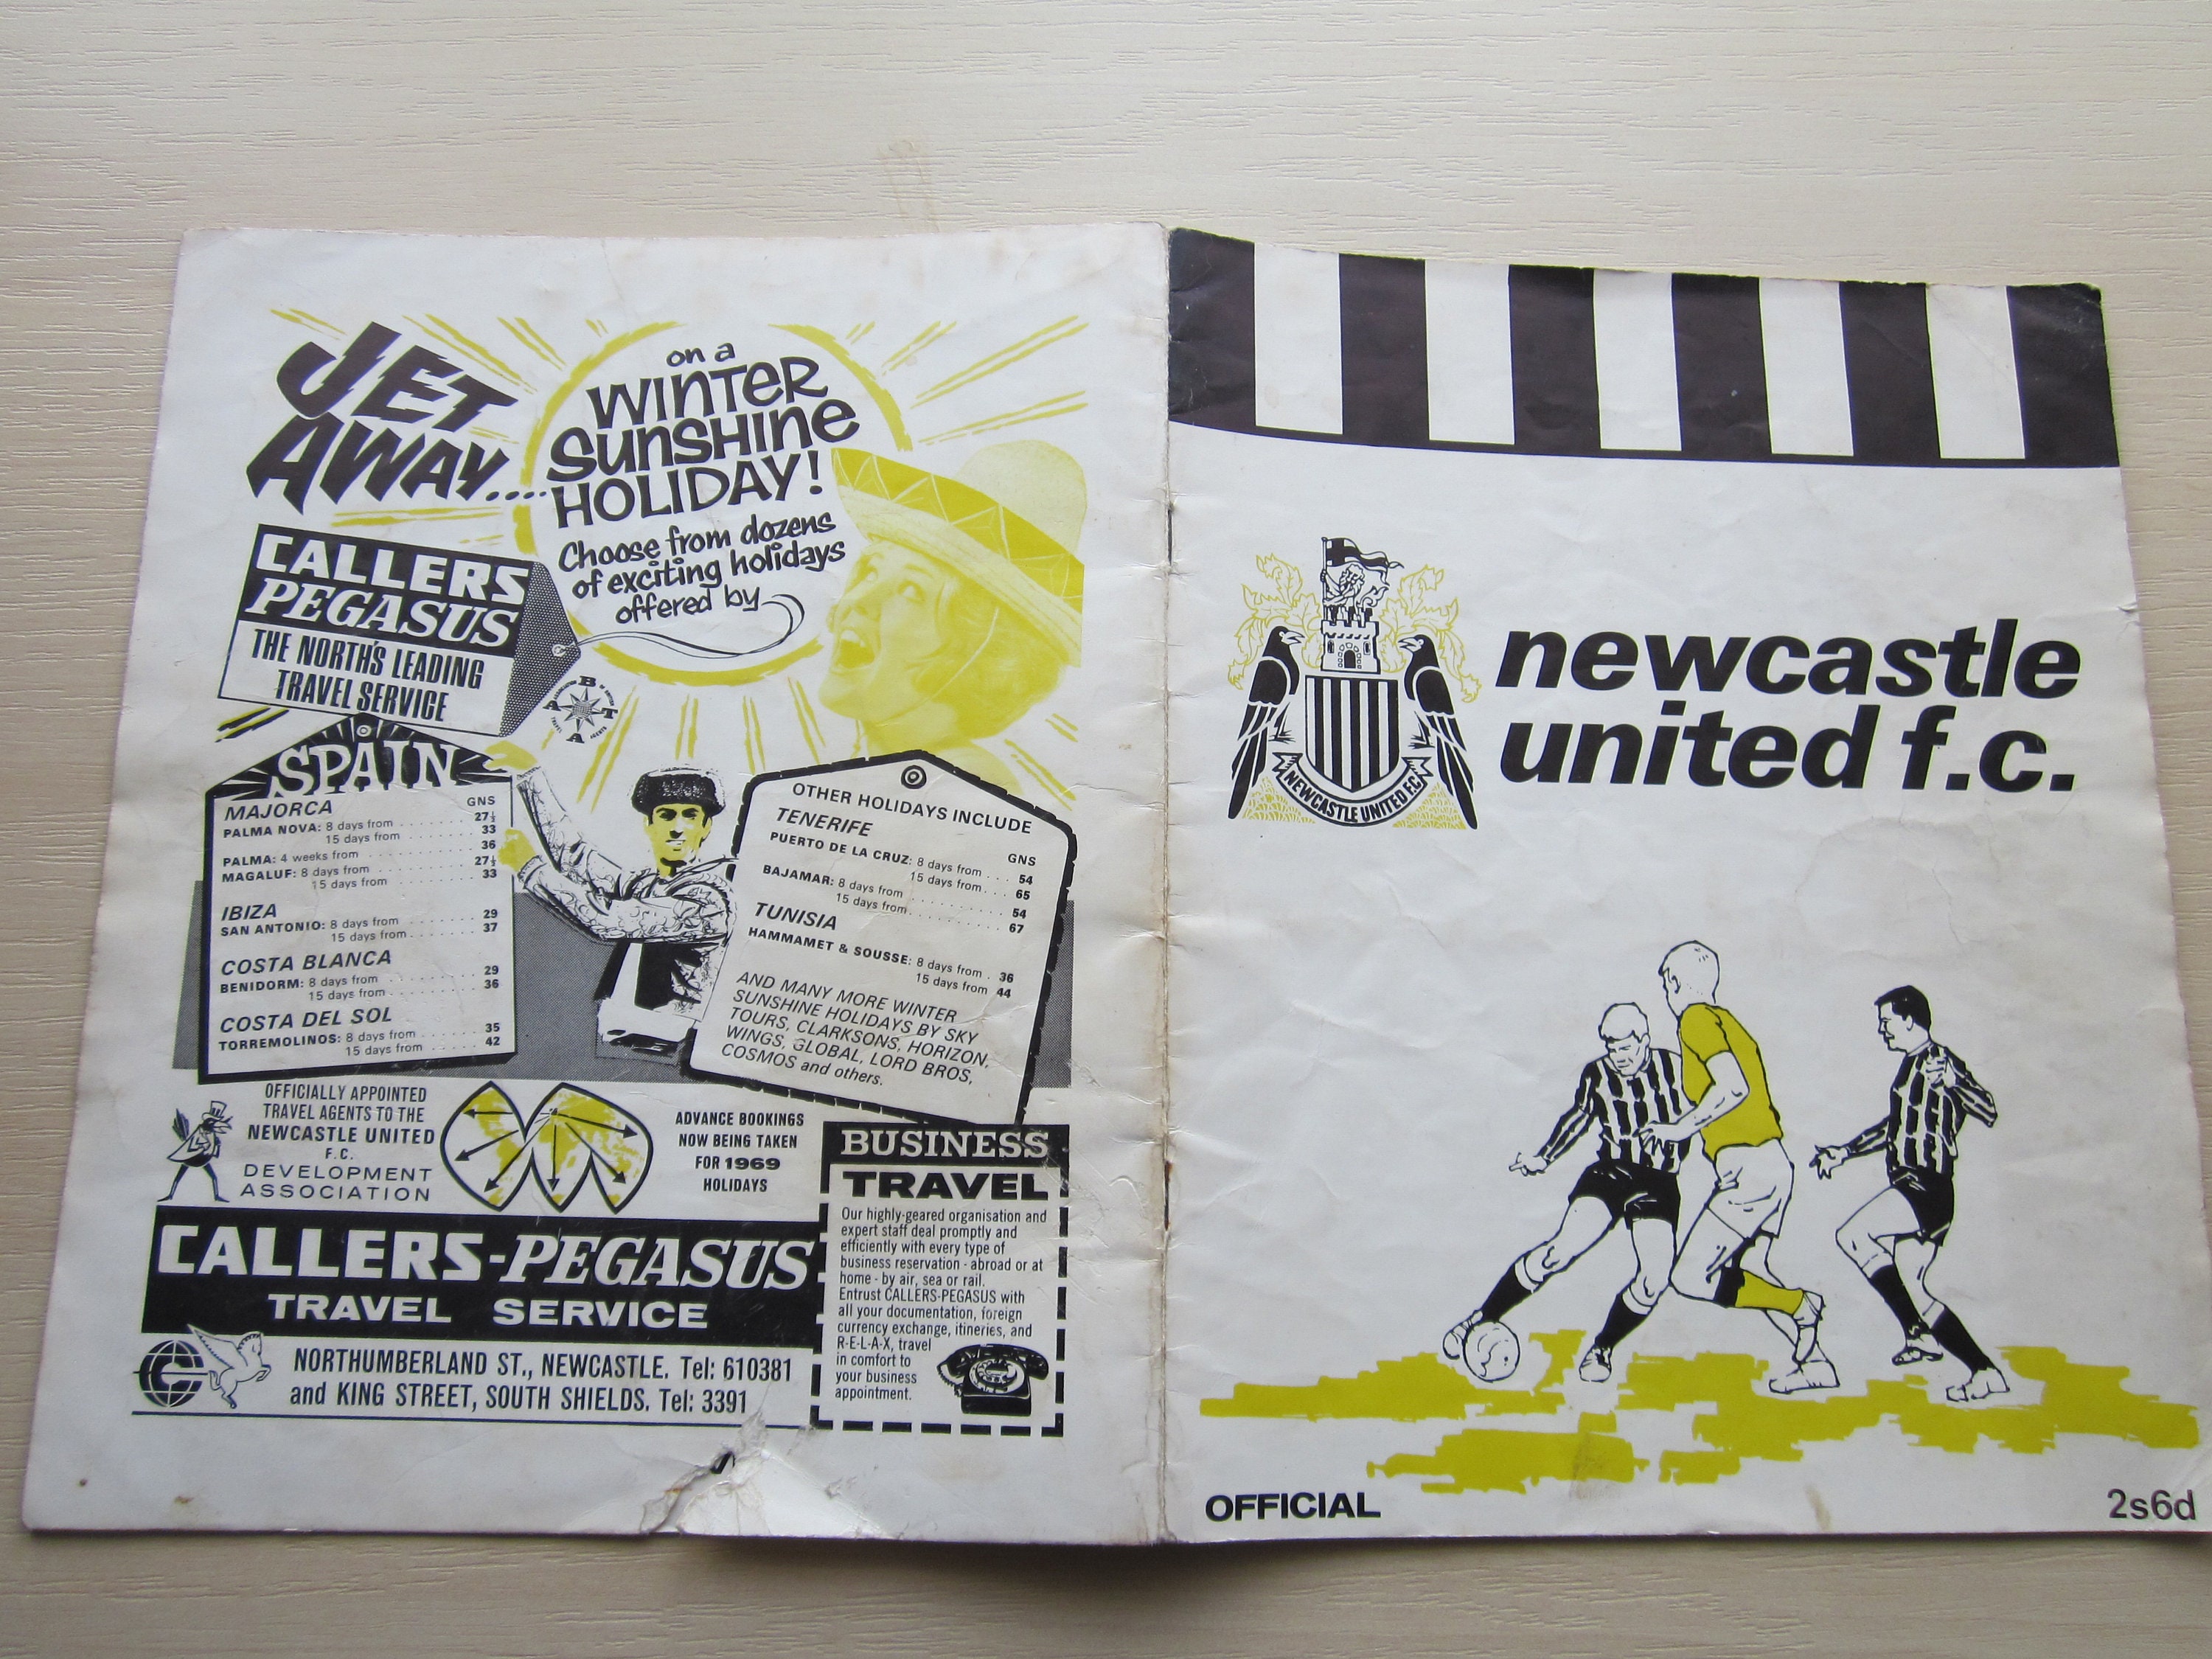 JET
AWAY....
on a
WINTER
SUNSHINE
HOLIDAY!
Choose from dozens
of exciting holidays
offered by
CALLERS
PEGASUS
THE NORTH'S LEADING
TRAVEL SERVICE
A B T A
SPAIN
GNS
MAJORCA
PALMA NOVA: 8 days from . . . . . . . . . . 27½
15 days from . . . . . . . . . . 33
PALMA: 4 weeks from . . . . . . . . . . 36
MAGALUF: 8 days from . . . . . . . . . . 27½
15 days from . . . . . . . . . . 33
IBIZA
SAN ANTONIO: 8 days from . . . . . . . . . . 29
15 days from . . . . . . . . . . 37
COSTA BLANCA
BENIDORM: 8 days from . . . . . . . . . . 29
15 days from . . . . . . . . . . 36
COSTA DEL SOL
TORREMOLINOS: 8 days from . . . . . . . 35
15 days from . . . . . . . 42
OTHER HOLIDAYS INCLUDE
TENERIFE
GNS
PUERTO DE LA CRUZ: 8 days from . . . 54
15 days from . . . 65
BAJAMAR: 8 days from . . . . . . . . . . 54
15 days from . . . . . . . . . . 67
TUNISIA
HAMMAMET & SOUSSE: 8 days from . 36
15 days from 44
AND MANY MORE WINTER
SUNSHINE HOLIDAYS BY SKY
TOURS, CLARKSONS, HORIZON,
WINGS, GLOBAL, LORD BROS,
COSMOS and others.
OFFICIALLY APPOINTED
TRAVEL AGENTS TO THE
NEWCASTLE UNITED
F.C.
DEVELOPMENT
ASSOCIATION
ADVANCE BOOKINGS
NOW BEING TAKEN
FOR 1969
HOLIDAYS
CALLERS-PEGASUS
TRAVEL SERVICE
NORTHUMBERLAND ST., NEWCASTLE. Tel: 610381
and KING STREET, SOUTH SHIELDS. Tel: 3391
BUSINESS
TRAVEL
Our highly-geared organisation and
expert staff deal promptly and
efficiently with every type of
business reservation - abroad or at
home - by air, sea or rail.
Entrust CALLERS-PEGASUS with
all your documentation, foreign
currency exchange, itineries, and
R-E-L-A-X, travel
in comfort to
your business
appointment.
newcastle
united f.c.
NEWCASTLE UNITED F.C.
OFFICIAL
2s6d